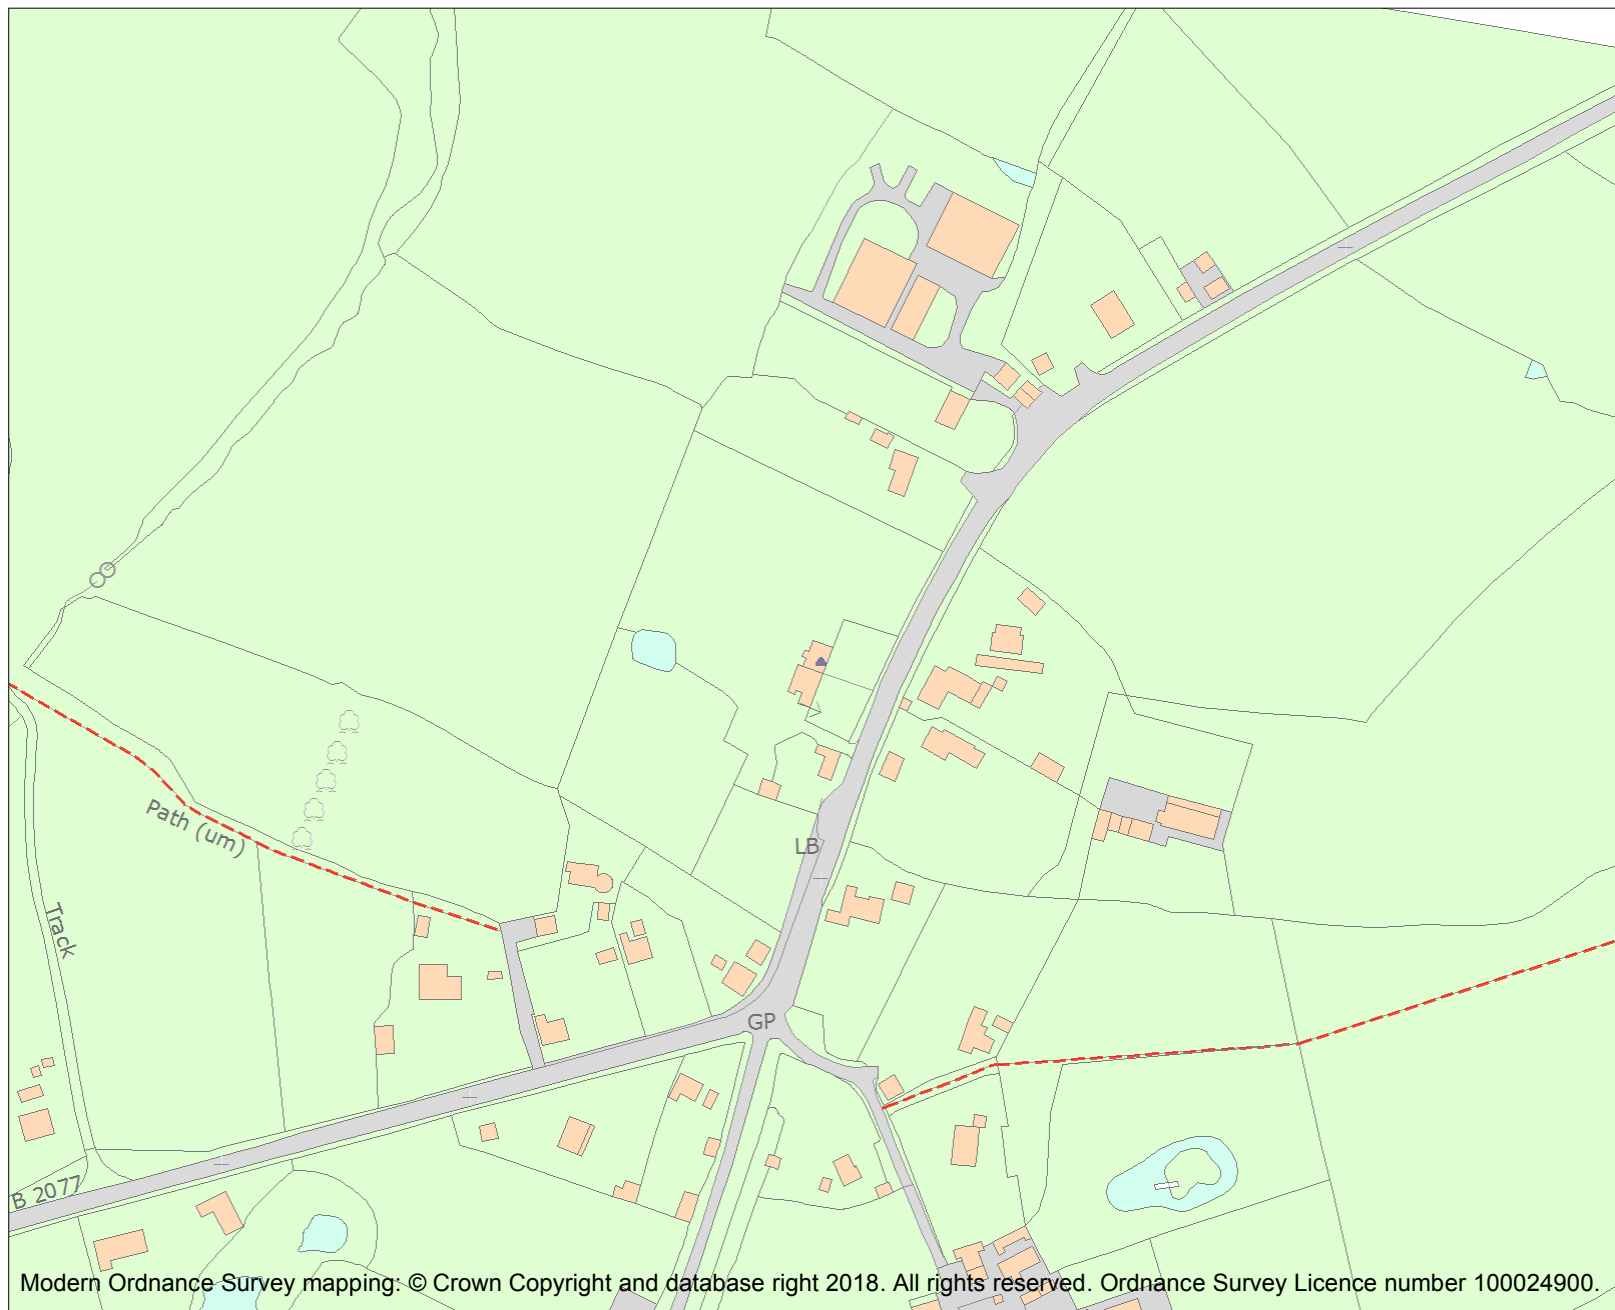 Path (um)
LB
Track
GP
B 2077
Modern Ordnance Survey mapping: © Crown Copyright and database right 2018. All rights reserved. Ordnance Survey Licence number 100024900.